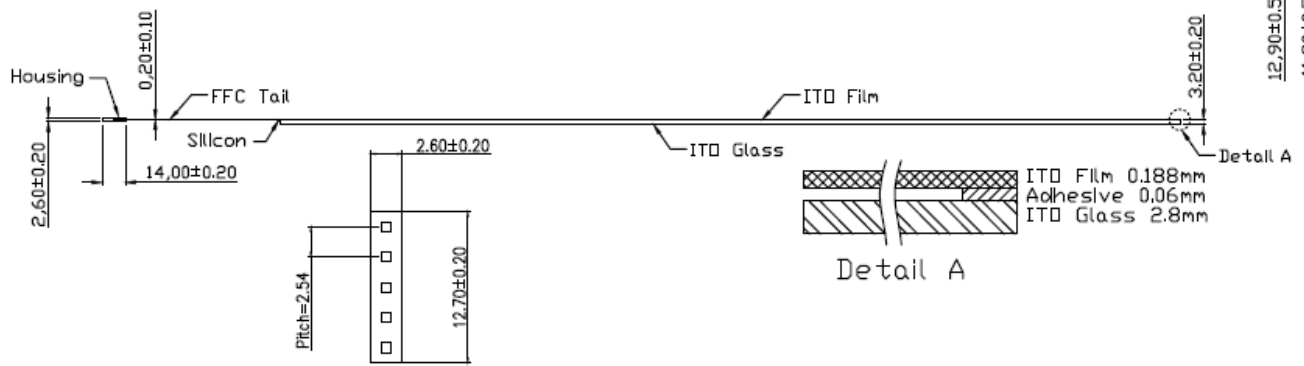 Housing
0,20±0.10
FFC Tail
ITO Film
3.20±0.20
12,90±0.5
Silicon
ITO Glass
Detail A
2,60±0.20
14,00±0.20
2.60±0.20
Pitch=2.54
12.70±0.20
ITO Film 0.188mm
Adhesive 0.06mm
ITO Glass 2.8mm
Detail A